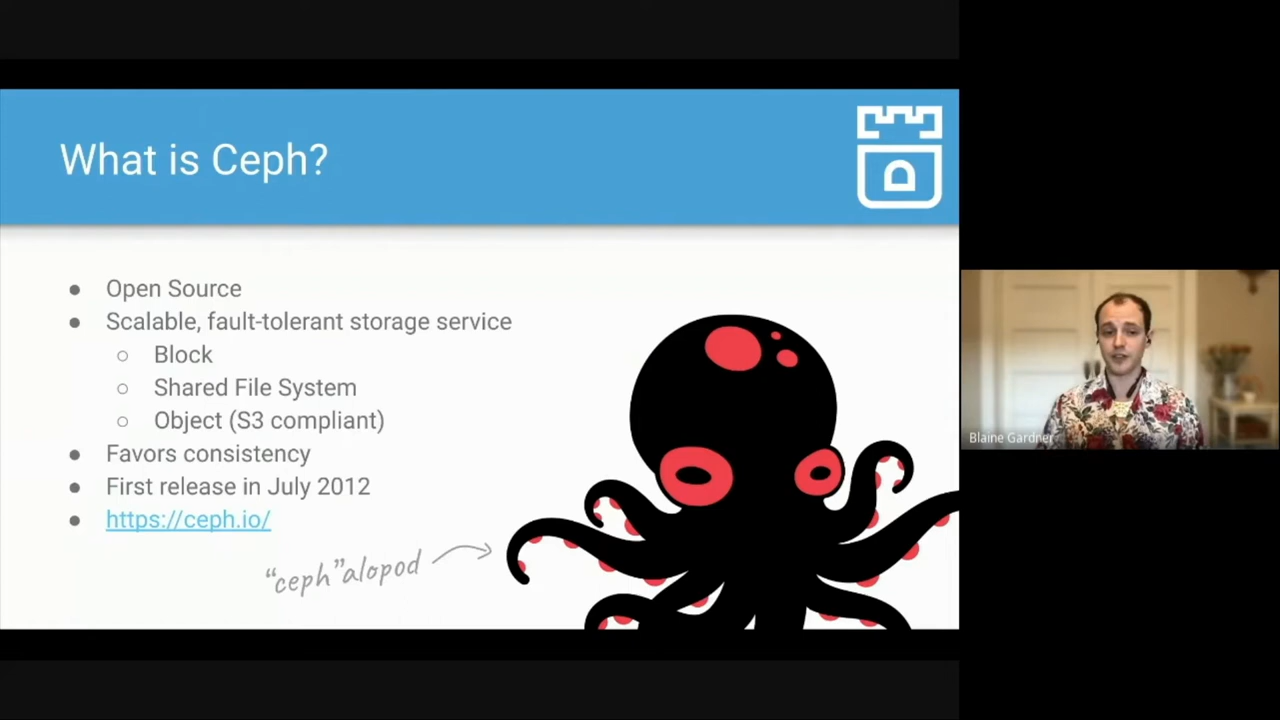 What is Ceph?
● Open Source
● Scalable, fault-tolerant storage service
○ Block
○ Shared File System
○ Object (S3 compliant)
● Favors consistency
● First release in July 2012
● https://ceph.io/
“ceph”alopod
Blaine Gardner